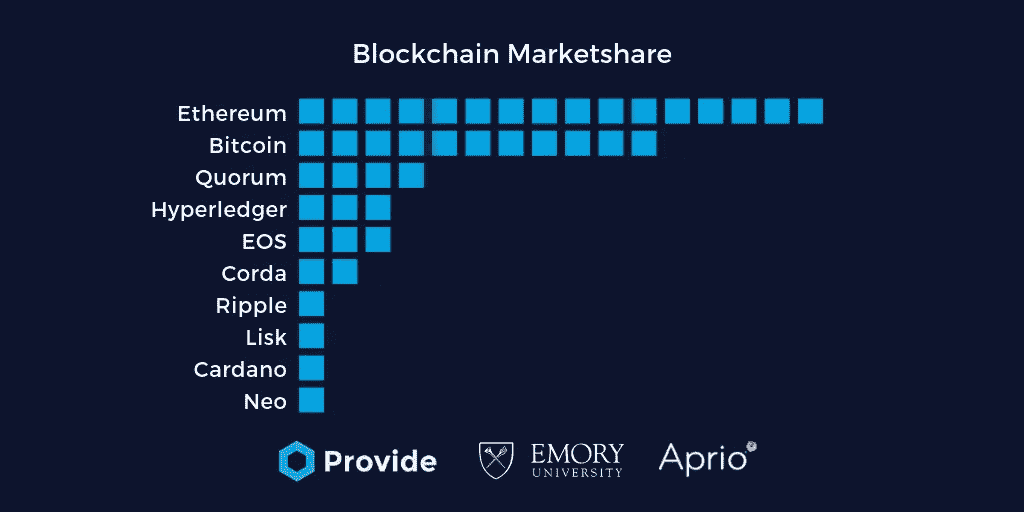 Blockchain Marketshare
Ethereum
Bitcoin
Quorum
Hyperledger
EOS
Corda
Ripple
Lisk
Cardano
Neo
Provide
EMORY
UNIVERSITY
Aprio